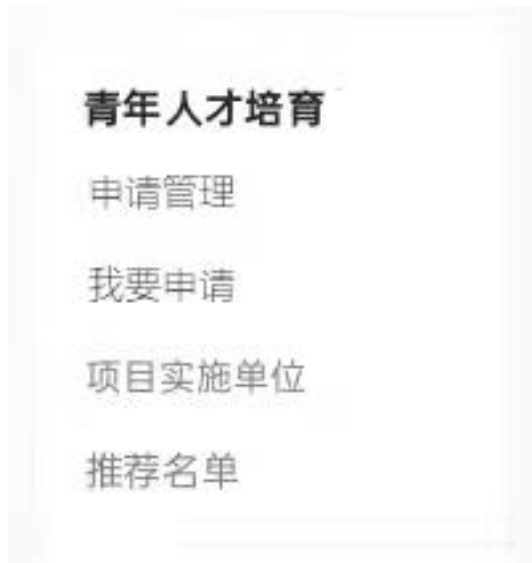 青年人才培育
申请管理
我要申请
项目实施单位
推荐名单